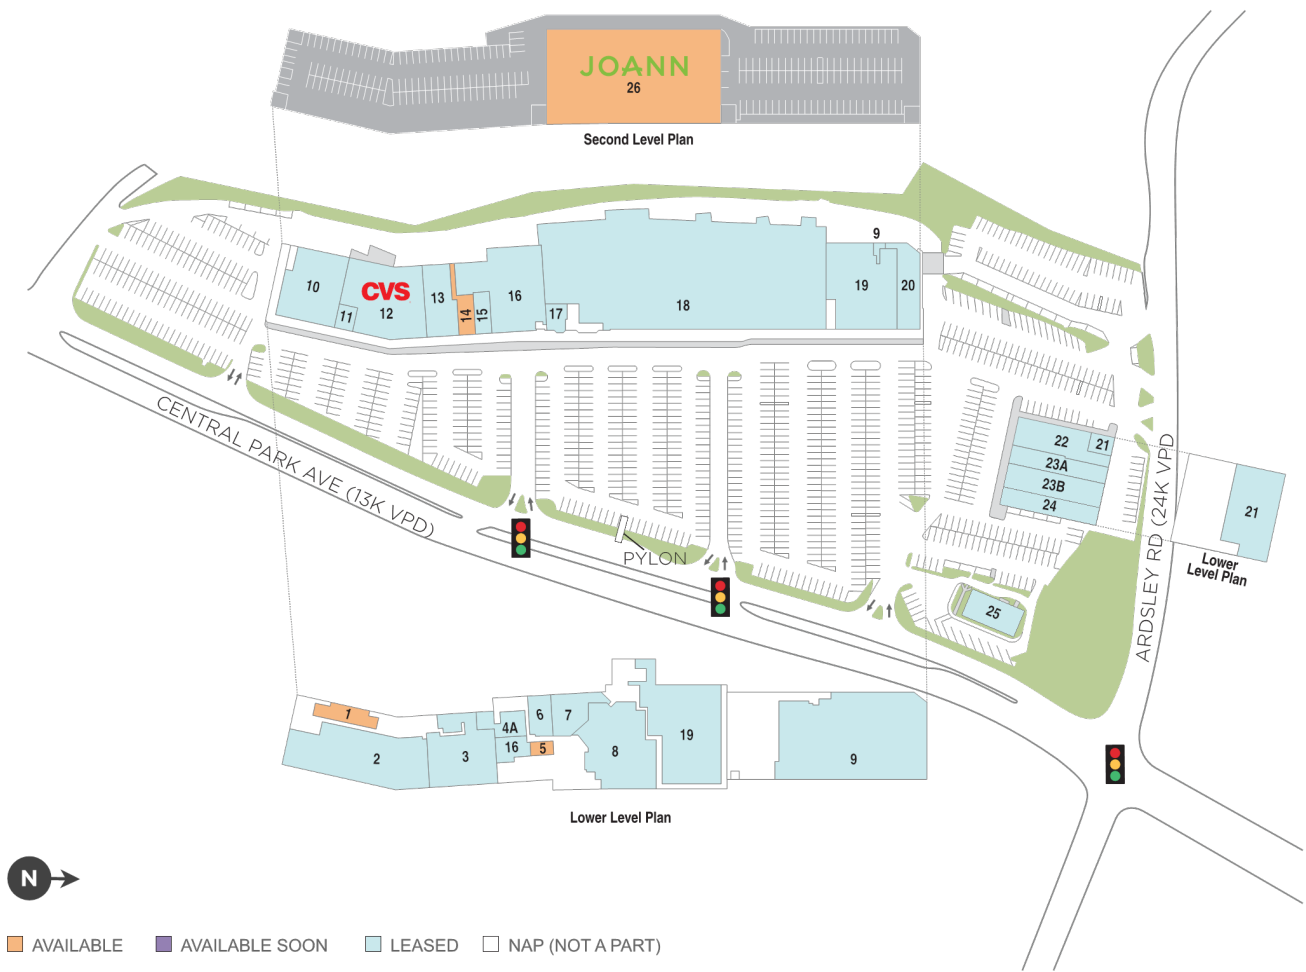 JOANN
26
Second Level Plan
9
10
CVS
11
12
13
14
15
16
17
18
19
20
CENTRAL PARK AVE (13K VPD)
PYLON
22
21
23A
23B
24
25
ARDSLEY RD (24K VPD)
21
Lower
Level Plan
1
2
3
4A
16
5
6
7
8
19
9
Lower Level Plan
N
AVAILABLE
AVAILABLE SOON
LEASED
NAP (NOT A PART)